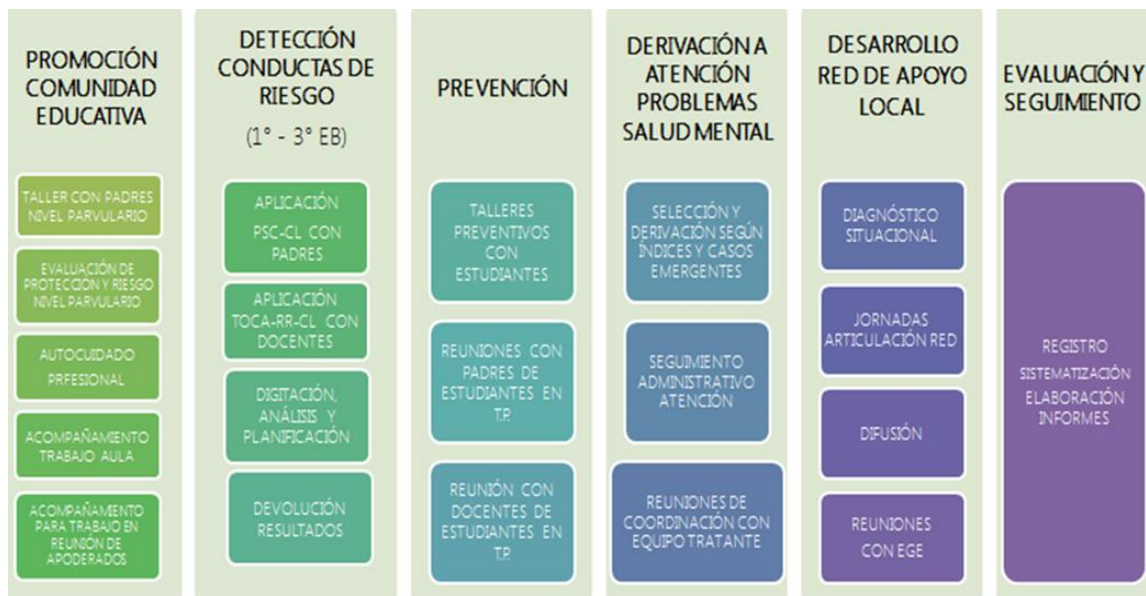 PROMOCIÓN
COMUNIDAD
EDUCATIVA
TALLER CON PADRES
NIVEL PARVULARIO
EVALUACIÓN DE
PROTECCIÓN Y RIESGO
NIVEL PARVULARIO
AUTOCUIDADO
PRFESIONAL
ACOMPAÑAMIENTO
TRABAJO AULA
ACOMPAÑAMIENTO
PARA TRABAJO EN
REUNIÓN DE
APODERADOS
DETECCIÓN
CONDUCTAS DE
RIESGO
(1° - 3° EB)
APLICACIÓN
PSC-CL CON
PADRES
APLICACIÓN
TOCA-RR-CL CON
DOCENTES
DIGITACIÓN,
ANÁLISIS Y
PLANIFICACIÓN
DEVOLUCIÓN
RESULTADOS
PREVENCIÓN
TALLERES
PREVENTIVOS
CON
ESTUDIANTES
REUNIONES CON
PADRES DE
ESTUDIANTES EN
T.P.
REUNIÓN CON
DOCENTES DE
ESTUDIANTES EN
T.P.
DERIVACIÓN A
ATENCIÓN
PROBLEMAS
SALUD MENTAL
SELECCIÓN Y
DERIVACIÓN SEGÚN
ÍNDICES Y CASOS
EMERGENTES
SEGUIMIENTO
ADMINISTRATIVO
ATENCIÓN
REUNIONES DE
COORDINACIÓN CON
EQUIPO TRATANTE
DESARROLLO
RED DE APOYO
LOCAL
DIAGNÓSTICO
SITUACIONAL
JORNADAS
ARTICULACIÓN RED
DIFUSIÓN
REUNIONES
CON EGE
EVALUACIÓN Y
SEGUIMIENTO
REGISTRO
SISTEMATIZACIÓN
ELABORACIÓN
INFORMES